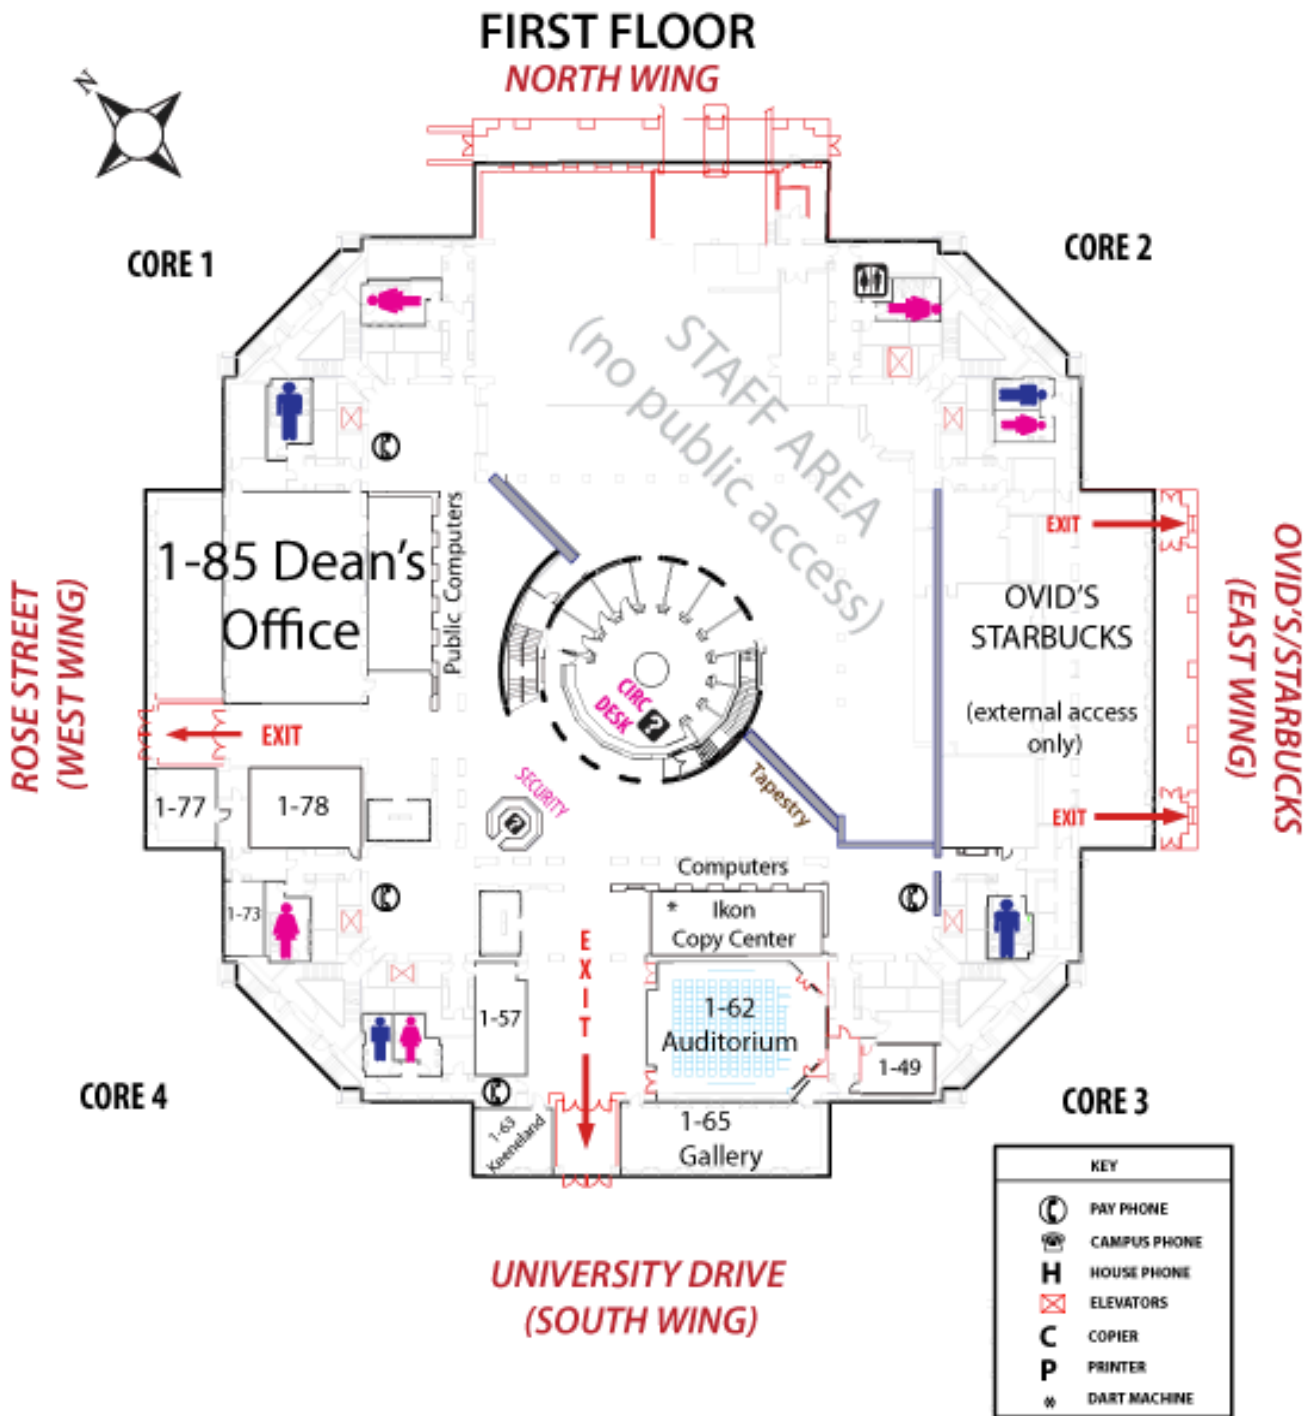 FIRST FLOOR
NORTH WING
N
CORE 1
CORE 2
STAFF AREA
(no public access)
Public Computers
1-85 Dean's
Office
EXIT
OVID'S
STARBUCKS
(external access
only)
EXIT
ROSE STREET
(WEST WING)
OVID'S/STARBUCKS
(EAST WING)
CIRC
DESK
?
EXIT
1-77
1-78
SECURITY
?
Tapestry
Computers
1-73
* Ikon
Copy Center
EXIT
1-57
1-62
Auditorium
1-49
CORE 4
CORE 3
1-63
Keeneland
1-65
Gallery
UNIVERSITY DRIVE
(SOUTH WING)
KEY
PAY PHONE
CAMPUS PHONE
H HOUSE PHONE
ELEVATORS
C COPIER
P PRINTER
* DART MACHINE